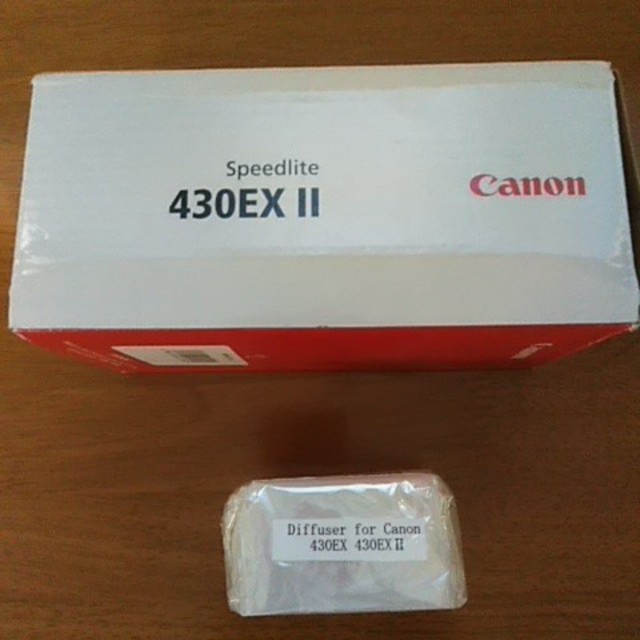 Speedlite
430EX II
Canon
Diffuser for Canon
430EX 430EXⅡ